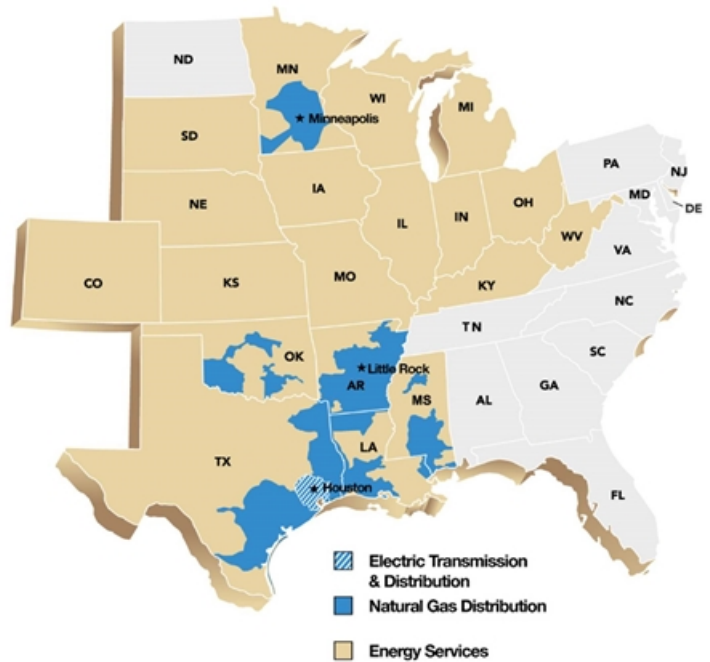 ND
MN
WI
MI
Minneapolis
SD
PA
NJ
MD
DE
IA
NE
OH
IL
IN
WV
VA
CO
KS
MO
KY
NC
TN
SC
OK
Little Rock
AR
MS
AL
GA
LA
TX
Houston
FL
Electric Transmission
& Distribution
Natural Gas Distribution
Energy Services